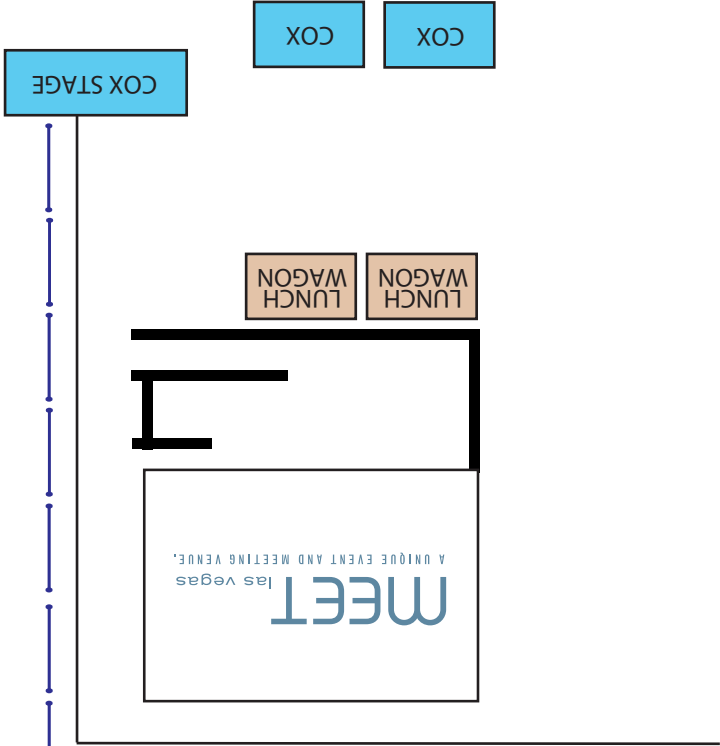 MEET las vegas
A UNIQUE EVENT AND MEETING VENUE.
LUNCH
WAGON
LUNCH
WAGON
COX STAGE
COX
COX